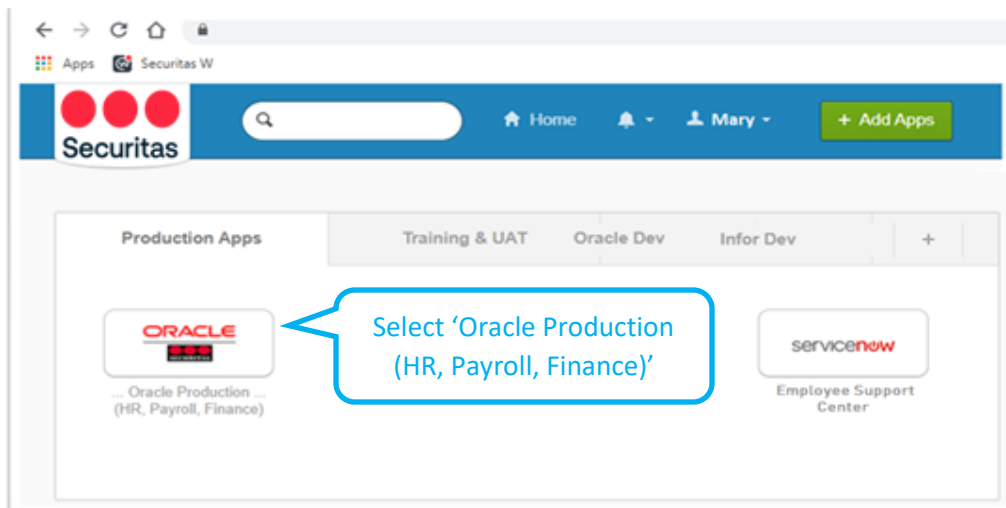 Apps Securitas W
Securitas
Home Mary + Add Apps
Production Apps Training & UAT Oracle Dev Infor Dev +
ORACLE
Select ‘Oracle Production
(HR, Payroll, Finance)’
servicenow
... Oracle Production ...
(HR, Payroll, Finance)
Employee Support
Center